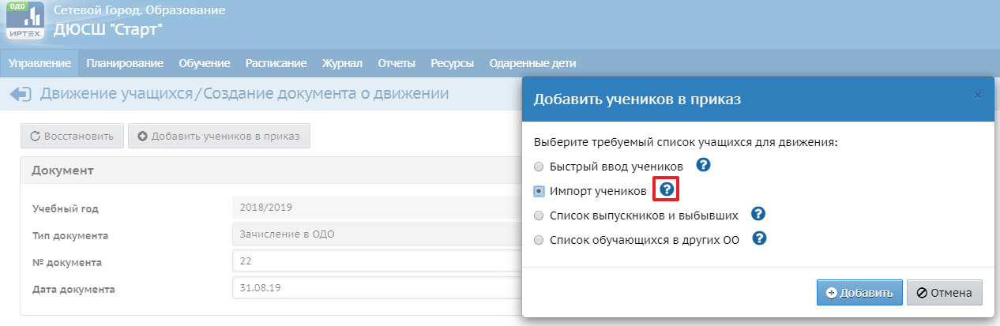 ОДО
ИРТЕХ
Сетевой Город. Образование
ДЮСШ "Старт"
Управление Планирование Обучение Расписание Журнал Отчеты Ресурсы Одаренные дети
Движение учащихся/Создание документа о движении
Восстановить Добавить учеников в приказ
Документ
Учебный год 2018/2019
Тип документа Зачисление в ОДО
№ документа 22
Дата документа 31.08.19
Добавить учеников в приказ ×
Выберите требуемый список учащихся для движения:
Быстрый ввод учеников ?
Импорт учеников ?
Список выпускников и выбывших ?
Список обучающихся в других ОО ?
Добавить Отмена